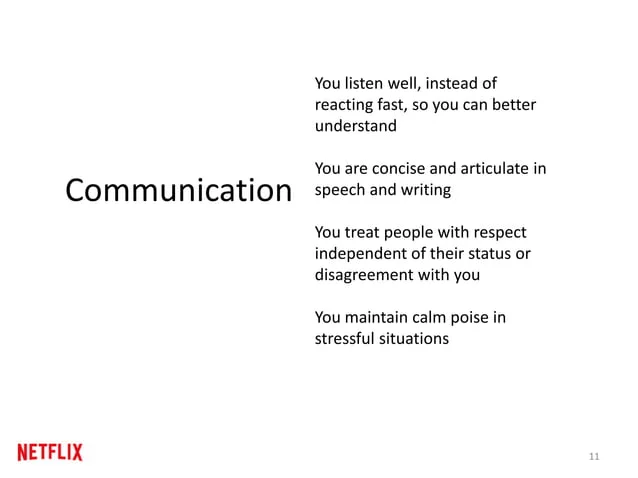 Communication
You listen well, instead of
reacting fast, so you can better
understand
You are concise and articulate in
speech and writing
You treat people with respect
independent of their status or
disagreement with you
You maintain calm poise in
stressful situations
NETFLIX
11